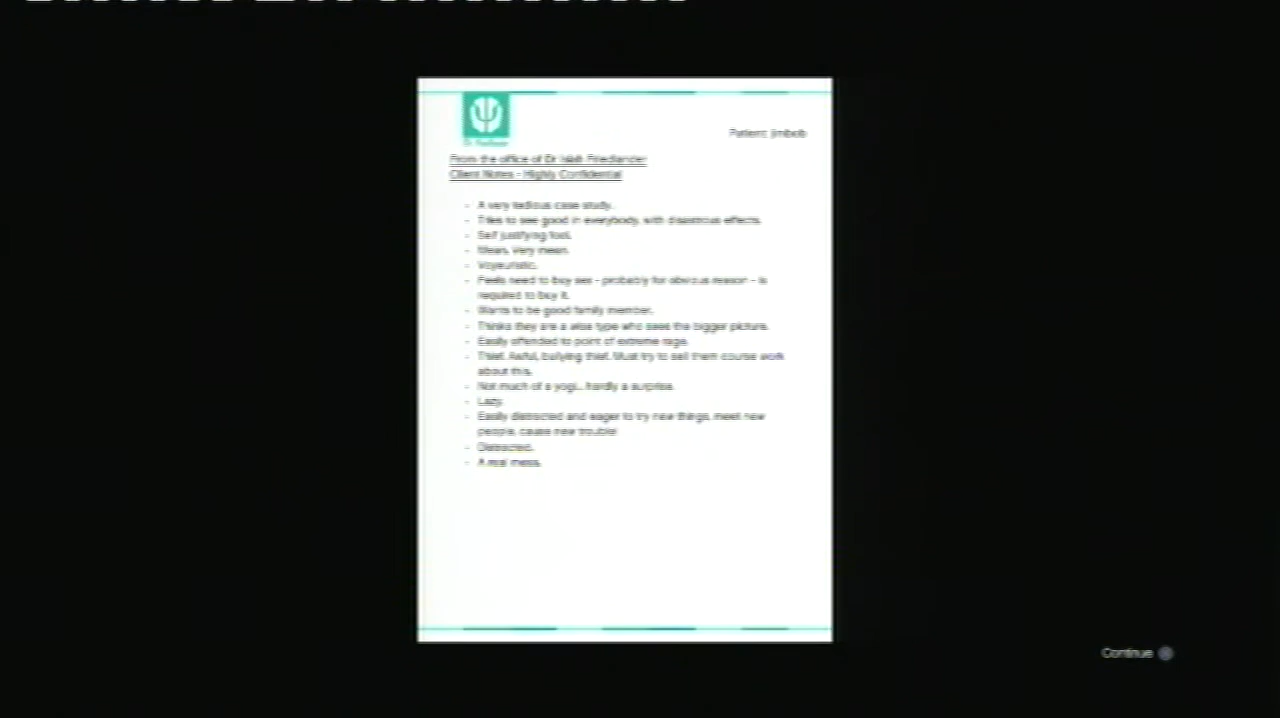 Patient: jimbob
From the office of Dr. Isiah Friedlander
Client Notes - Highly Confidential
- A very tedious case study.
- Tries to see good in everybody, with disastrous effects.
- Self justifying fool.
- Mean. Very mean.
- Voyeuristic.
- Feels need to buy sex - probably for obvious reason - is
required to buy it.
- Wants to be good family member.
- Thinks they are a wise type who sees the bigger picture.
- Easily offended to point of extreme rage.
- Thief. Awful, bullying thief. Must try to sell them course work
about this.
- Not much of a yogi.. hardly a surprise.
- Lazy.
- Easily distracted and eager to try new things, meet new
people, cause new trouble!
- Distracted.
- A real mess.
Continue